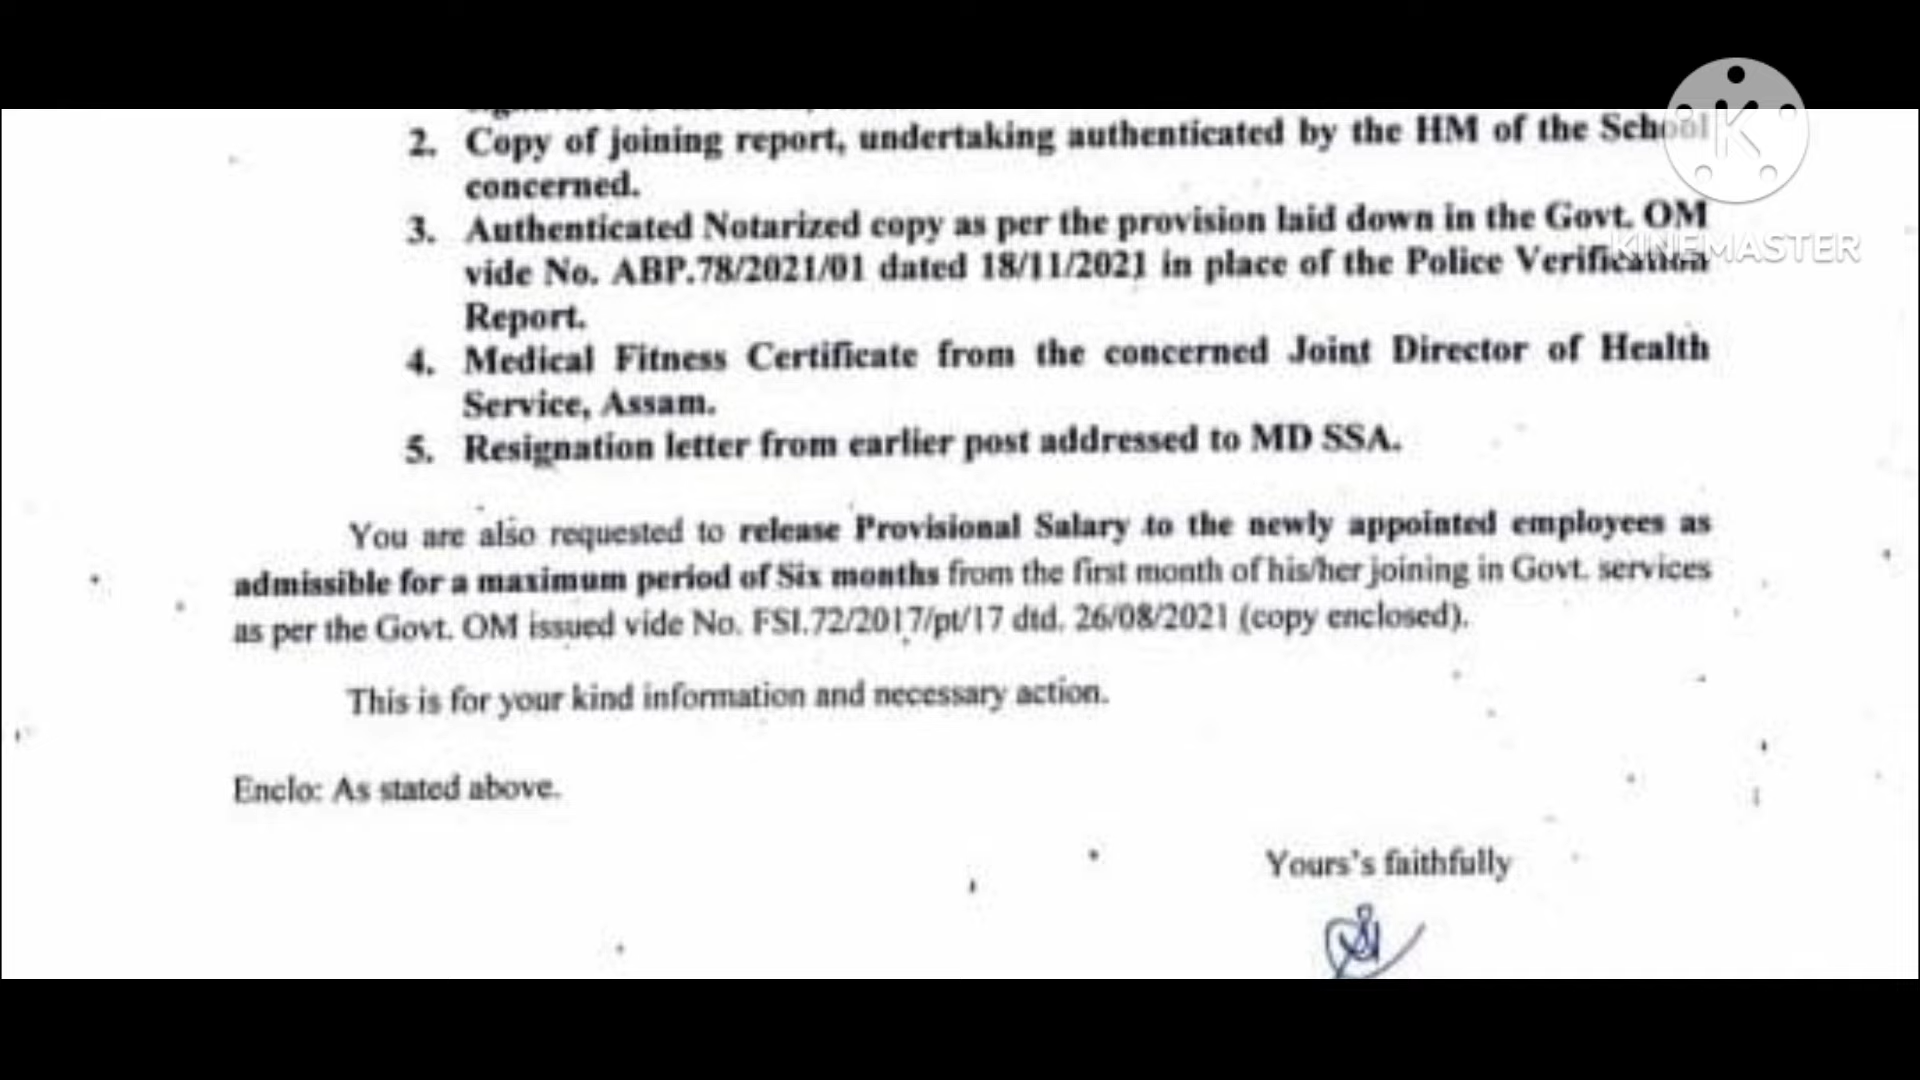 2. Copy of joining report, undertaking authenticated by the HM of the School
concerned.
3. Authenticated Notarized copy as per the provision laid down in the Govt. OM
vide No. ABP.78/2021/01 dated 18/11/2021 in place of the Police Verification
Report.
4. Medical Fitness Certificate from the concerned Joint Director of Health
Service, Assam.
5. Resignation letter from earlier post addressed to MD SSA.
You are also requested to release Provisional Salary to the newly appointed employees as
admissible for a maximum period of Six months from the first month of his/her joining in Govt. services
as per the Govt. OM issued vide No. FSI.72/2017/pt/17 dtd. 26/08/2021 (copy enclosed).
This is for your kind information and necessary action.
Enclo: As stated above.
Yours's faithfully
KINEMASTER